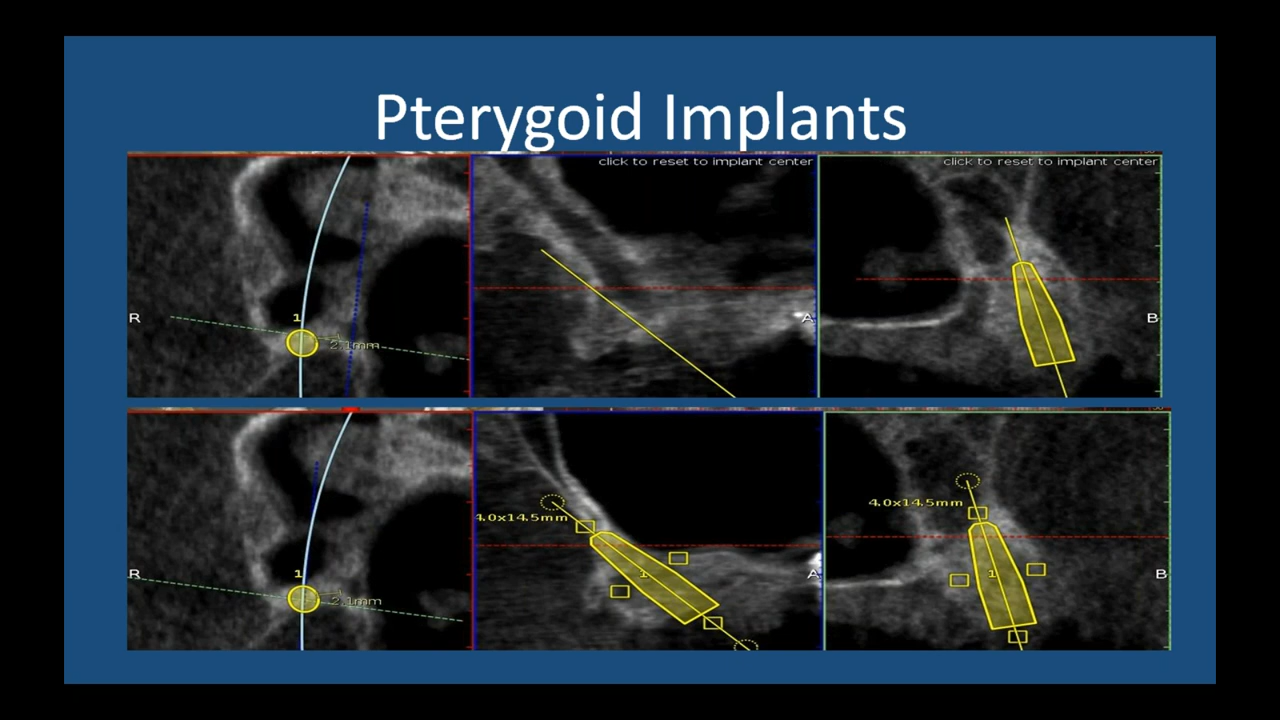 Pterygoid Implants
click to reset to implant center
click to reset to implant center
R
1
2.1mm
A
B
4.0x14.5mm
4.0x14.5mm
R
1
2.1mm
1
A
1
B